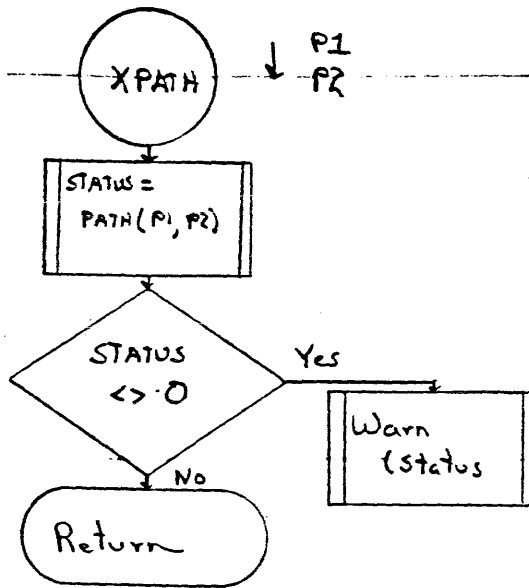 XPATH
P1
P2
STATUS =
PATH(P1, P2)
STATUS
<> 0
Yes
Warn
(Status
No
Return